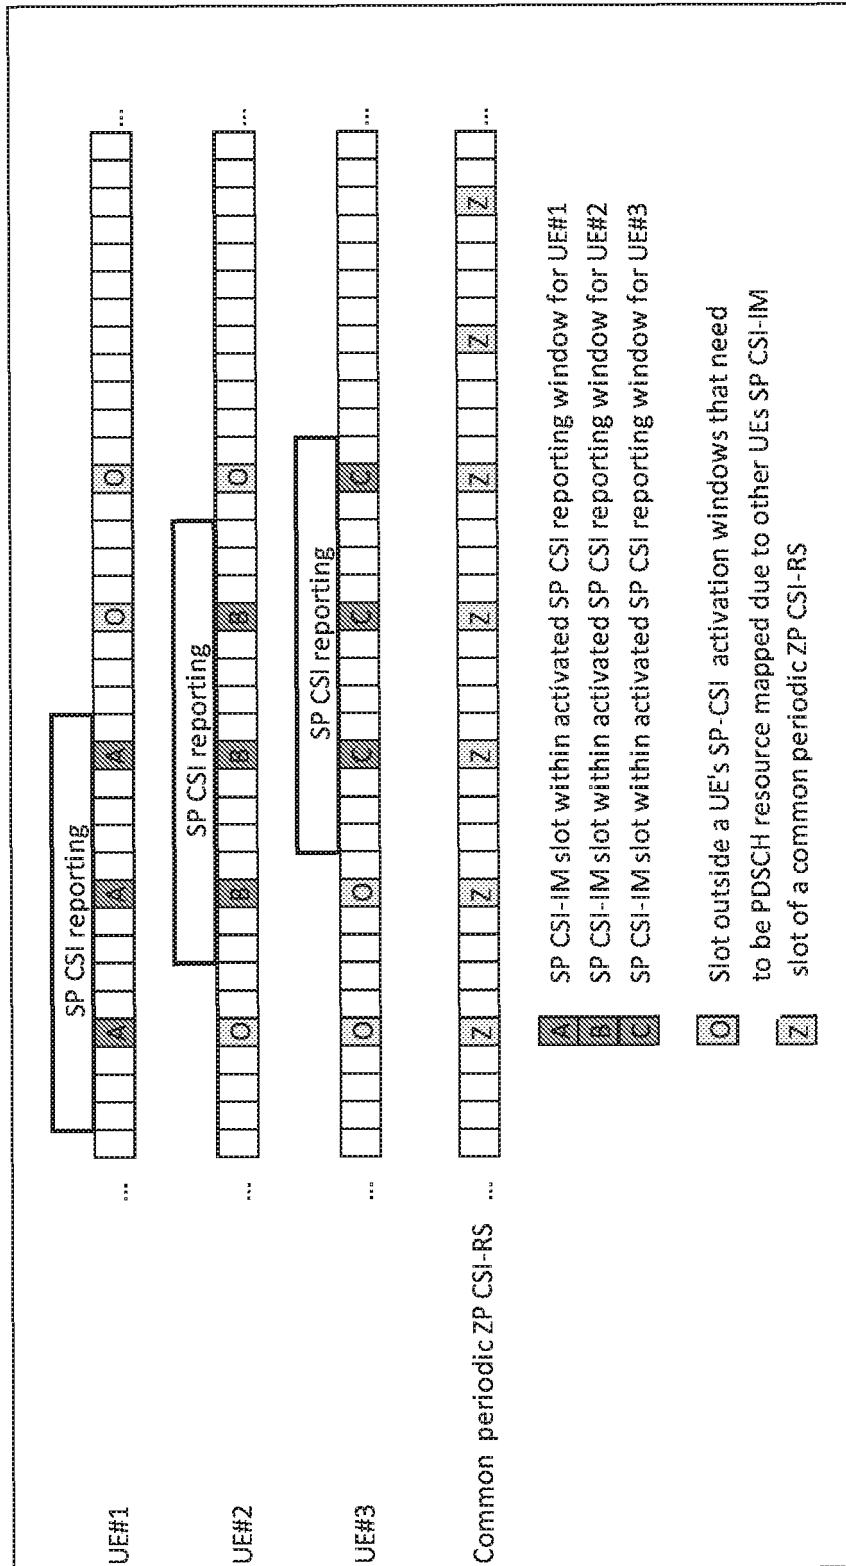 SP CSI reporting
UE#1 ... A A A O O ...
SP CSI reporting
UE#2 ... O B B B O ...
SP CSI reporting
UE#3 ... O O C C C ...
Common periodic ZP CSI-RS ... Z Z Z Z Z Z Z ...
A SP CSI-IM slot within activated SP CSI reporting window for UE#1
B SP CSI-IM slot within activated SP CSI reporting window for UE#2
C SP CSI-IM slot within activated SP CSI reporting window for UE#3
O Slot outside a UE's SP-CSI activation windows that need
to be PDSCH resource mapped due to other UEs SP CSI-IM
Z slot of a common periodic ZP CSI-RS